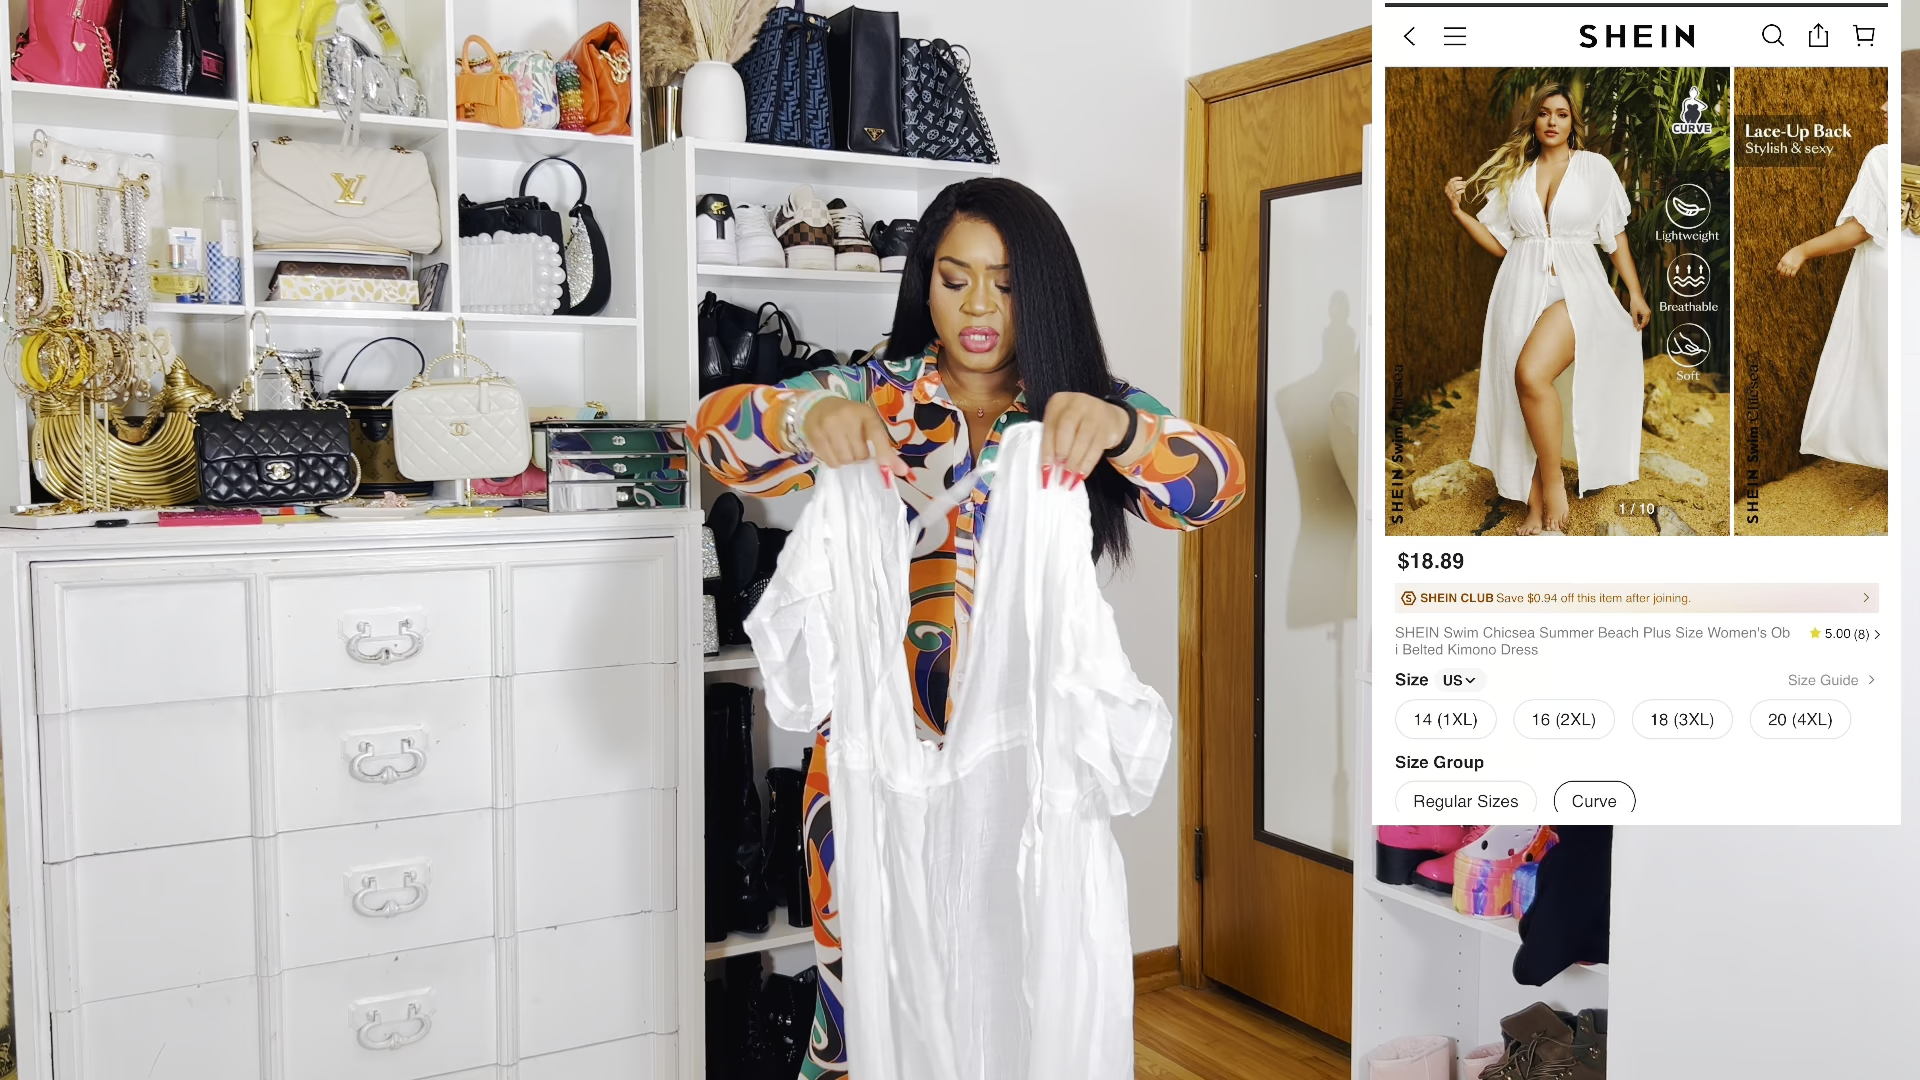 SHEIN
CURVE
Lace-Up Back
Stylish & sexy
Lightweight
Breathable
Soft
SHEIN Swim Chicsea
SHEIN Swim Chicsea
1 / 10
$18.89
SHEIN CLUB Save $0.94 off this item after joining.
SHEIN Swim Chicsea Summer Beach Plus Size Women's Ob
i Belted Kimono Dress
5.00 (8)
Size US
Size Guide
14 (1XL) 16 (2XL) 18 (3XL) 20 (4XL)
Size Group
Regular Sizes Curve
LV